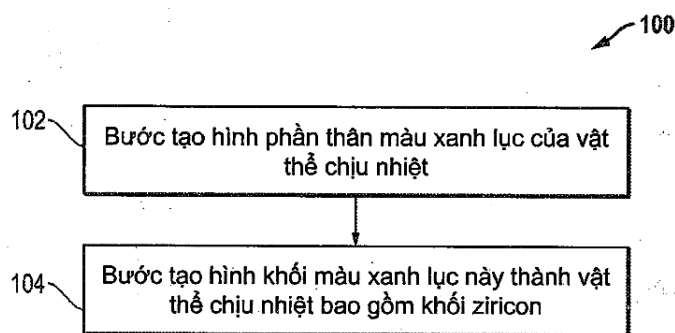 100
102
Bước tạo hình phần thân màu xanh lục của vật
thể chịu nhiệt
104
Bước tạo hình khối màu xanh lục này thành vật
thể chịu nhiệt bao gồm khối ziricon